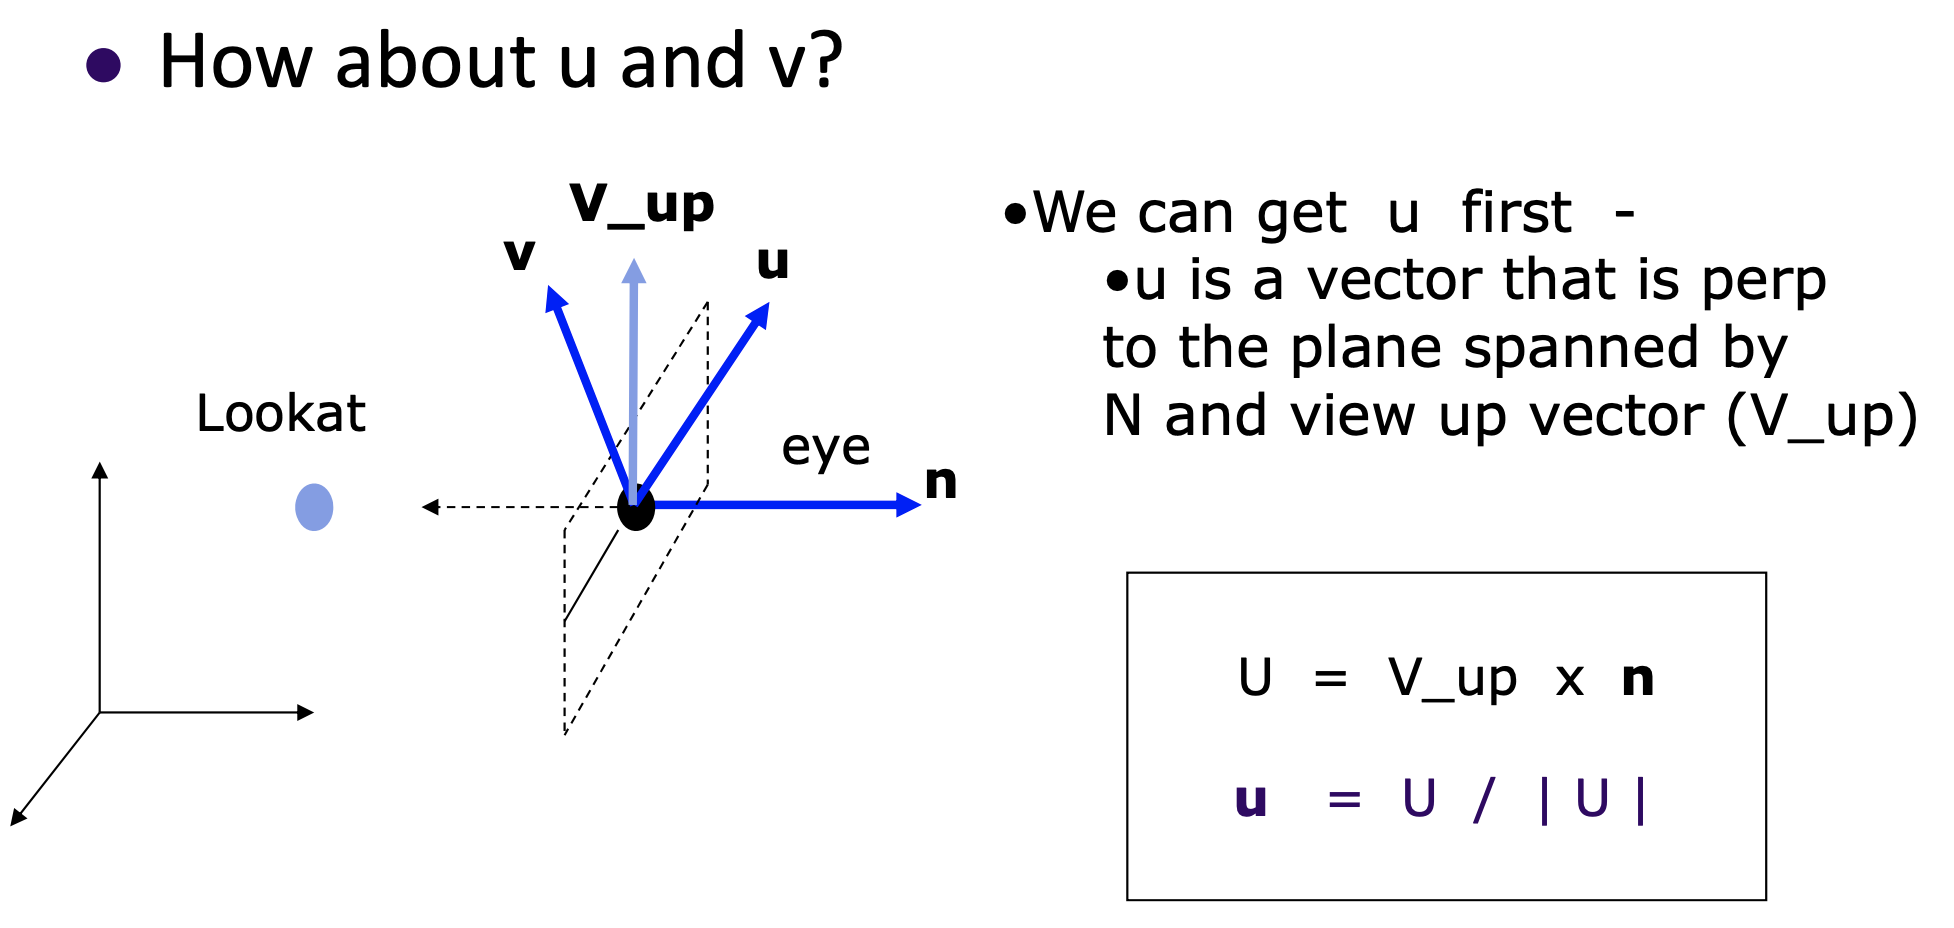 • How about u and v?
V_up
v
u
Lookat
eye
n
•We can get u first -
•u is a vector that is perp
to the plane spanned by
N and view up vector (V_up)
U = V_up x n
u = U / | U |